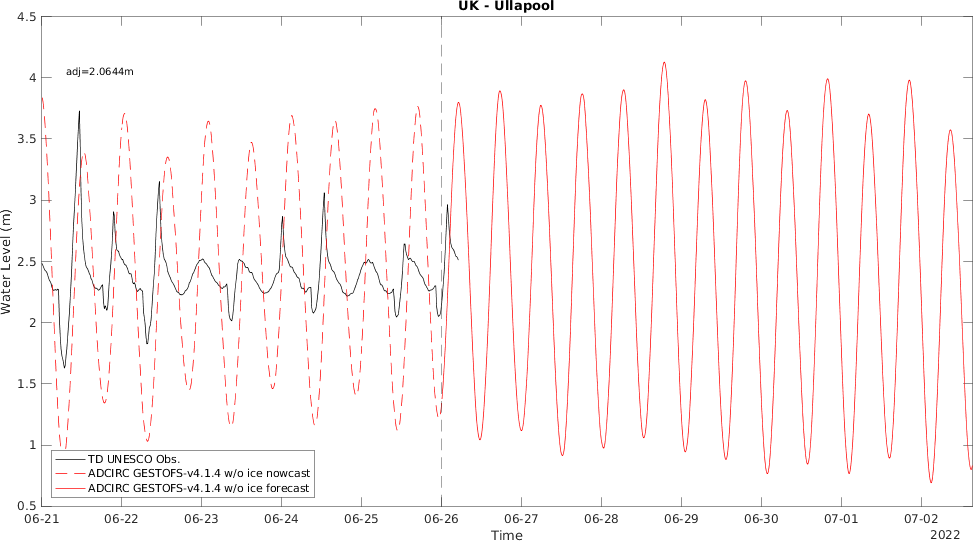 UK - Ullapool
4.5
4
3.5
3
2.5
2
1.5
1
0.5
Water Level (m)
adj=2.0644m
TD UNESCO Obs.
ADCIRC GESTOFS-v4.1.4 w/o ice nowcast
ADCIRC GESTOFS-v4.1.4 w/o ice forecast
06-21 06-22 06-23 06-24 06-25 06-26 06-27 06-28 06-29 06-30 07-01 07-02
Time
2022